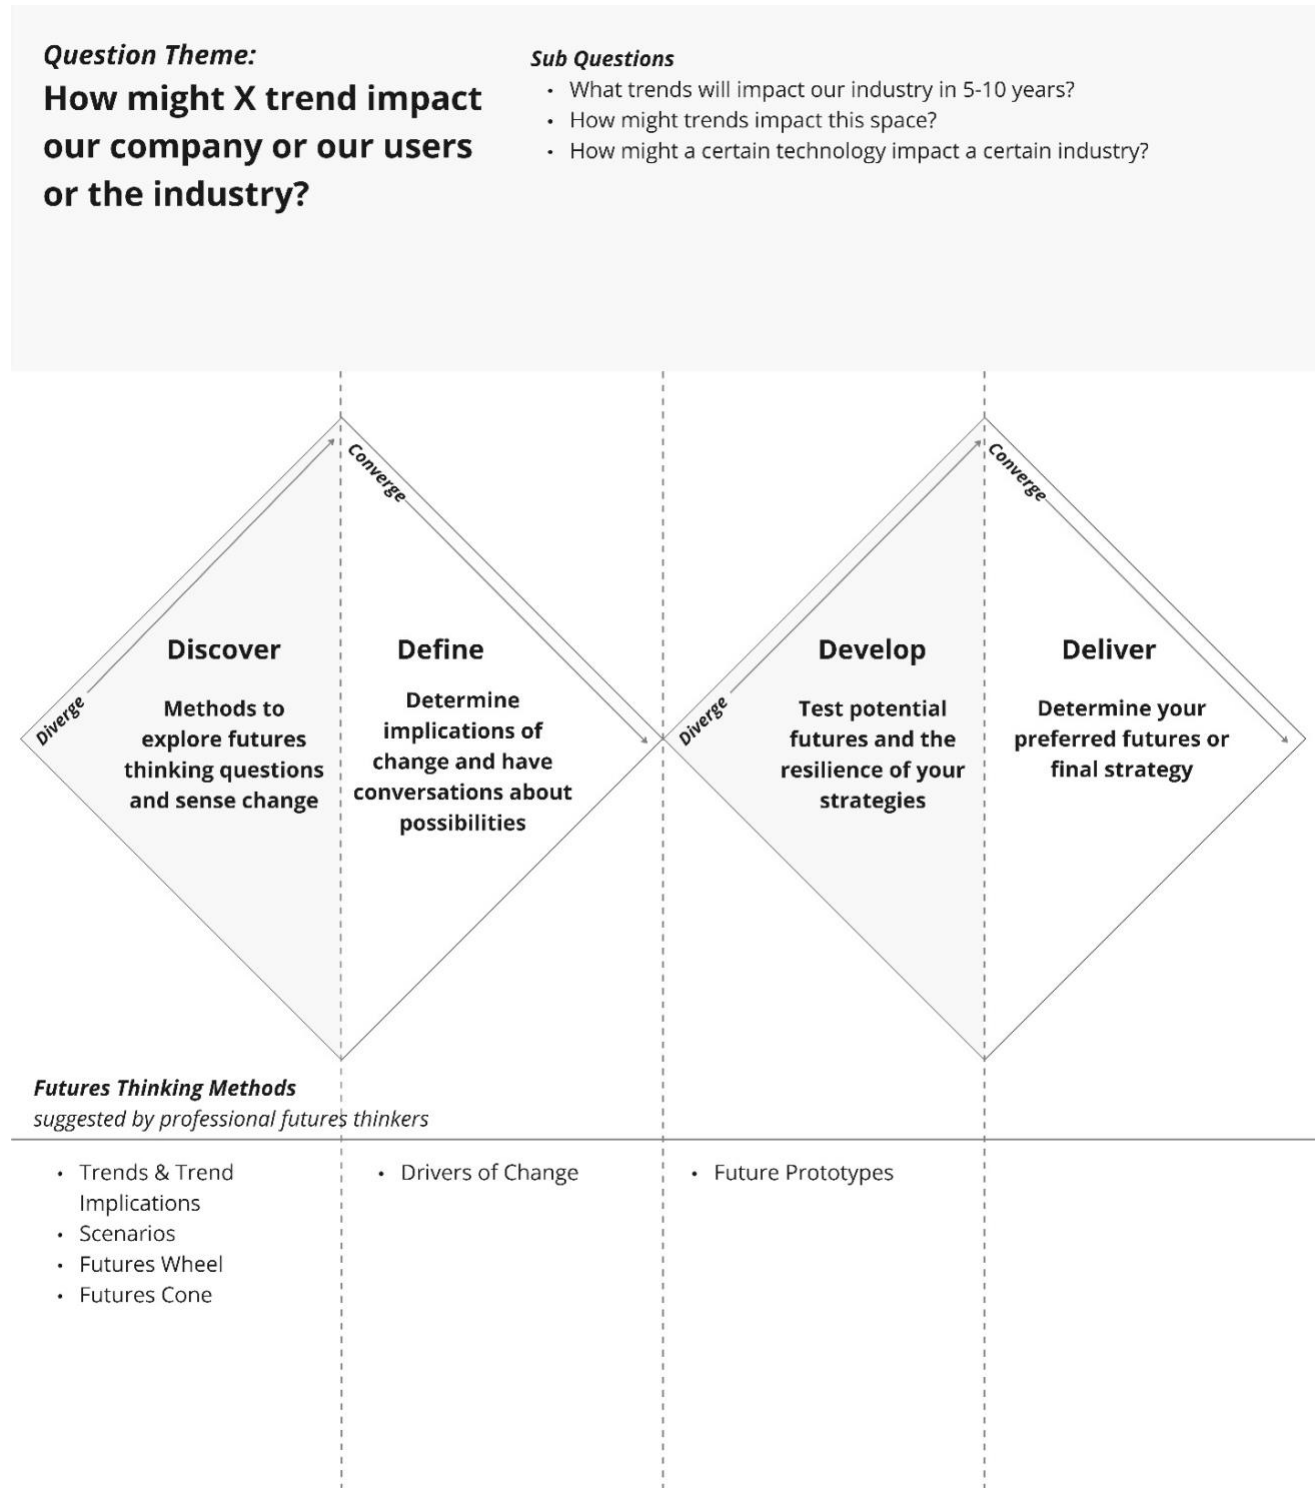 Question Theme:
How might X trend impact
our company or our users
or the industry?
Sub Questions
• What trends will impact our industry in 5-10 years?
• How might trends impact this space?
• How might a certain technology impact a certain industry?
Diverge
Converge
Discover
Methods to
explore futures
thinking questions
and sense change
Define
Determine
implications of
change and have
conversations about
possibilities
Diverge
Converge
Develop
Test potential
futures and the
resilience of your
strategies
Deliver
Determine your
preferred futures or
final strategy
Futures Thinking Methods
suggested by professional futures thinkers
• Trends & Trend
Implications
• Scenarios
• Futures Wheel
• Futures Cone
• Drivers of Change
• Future Prototypes